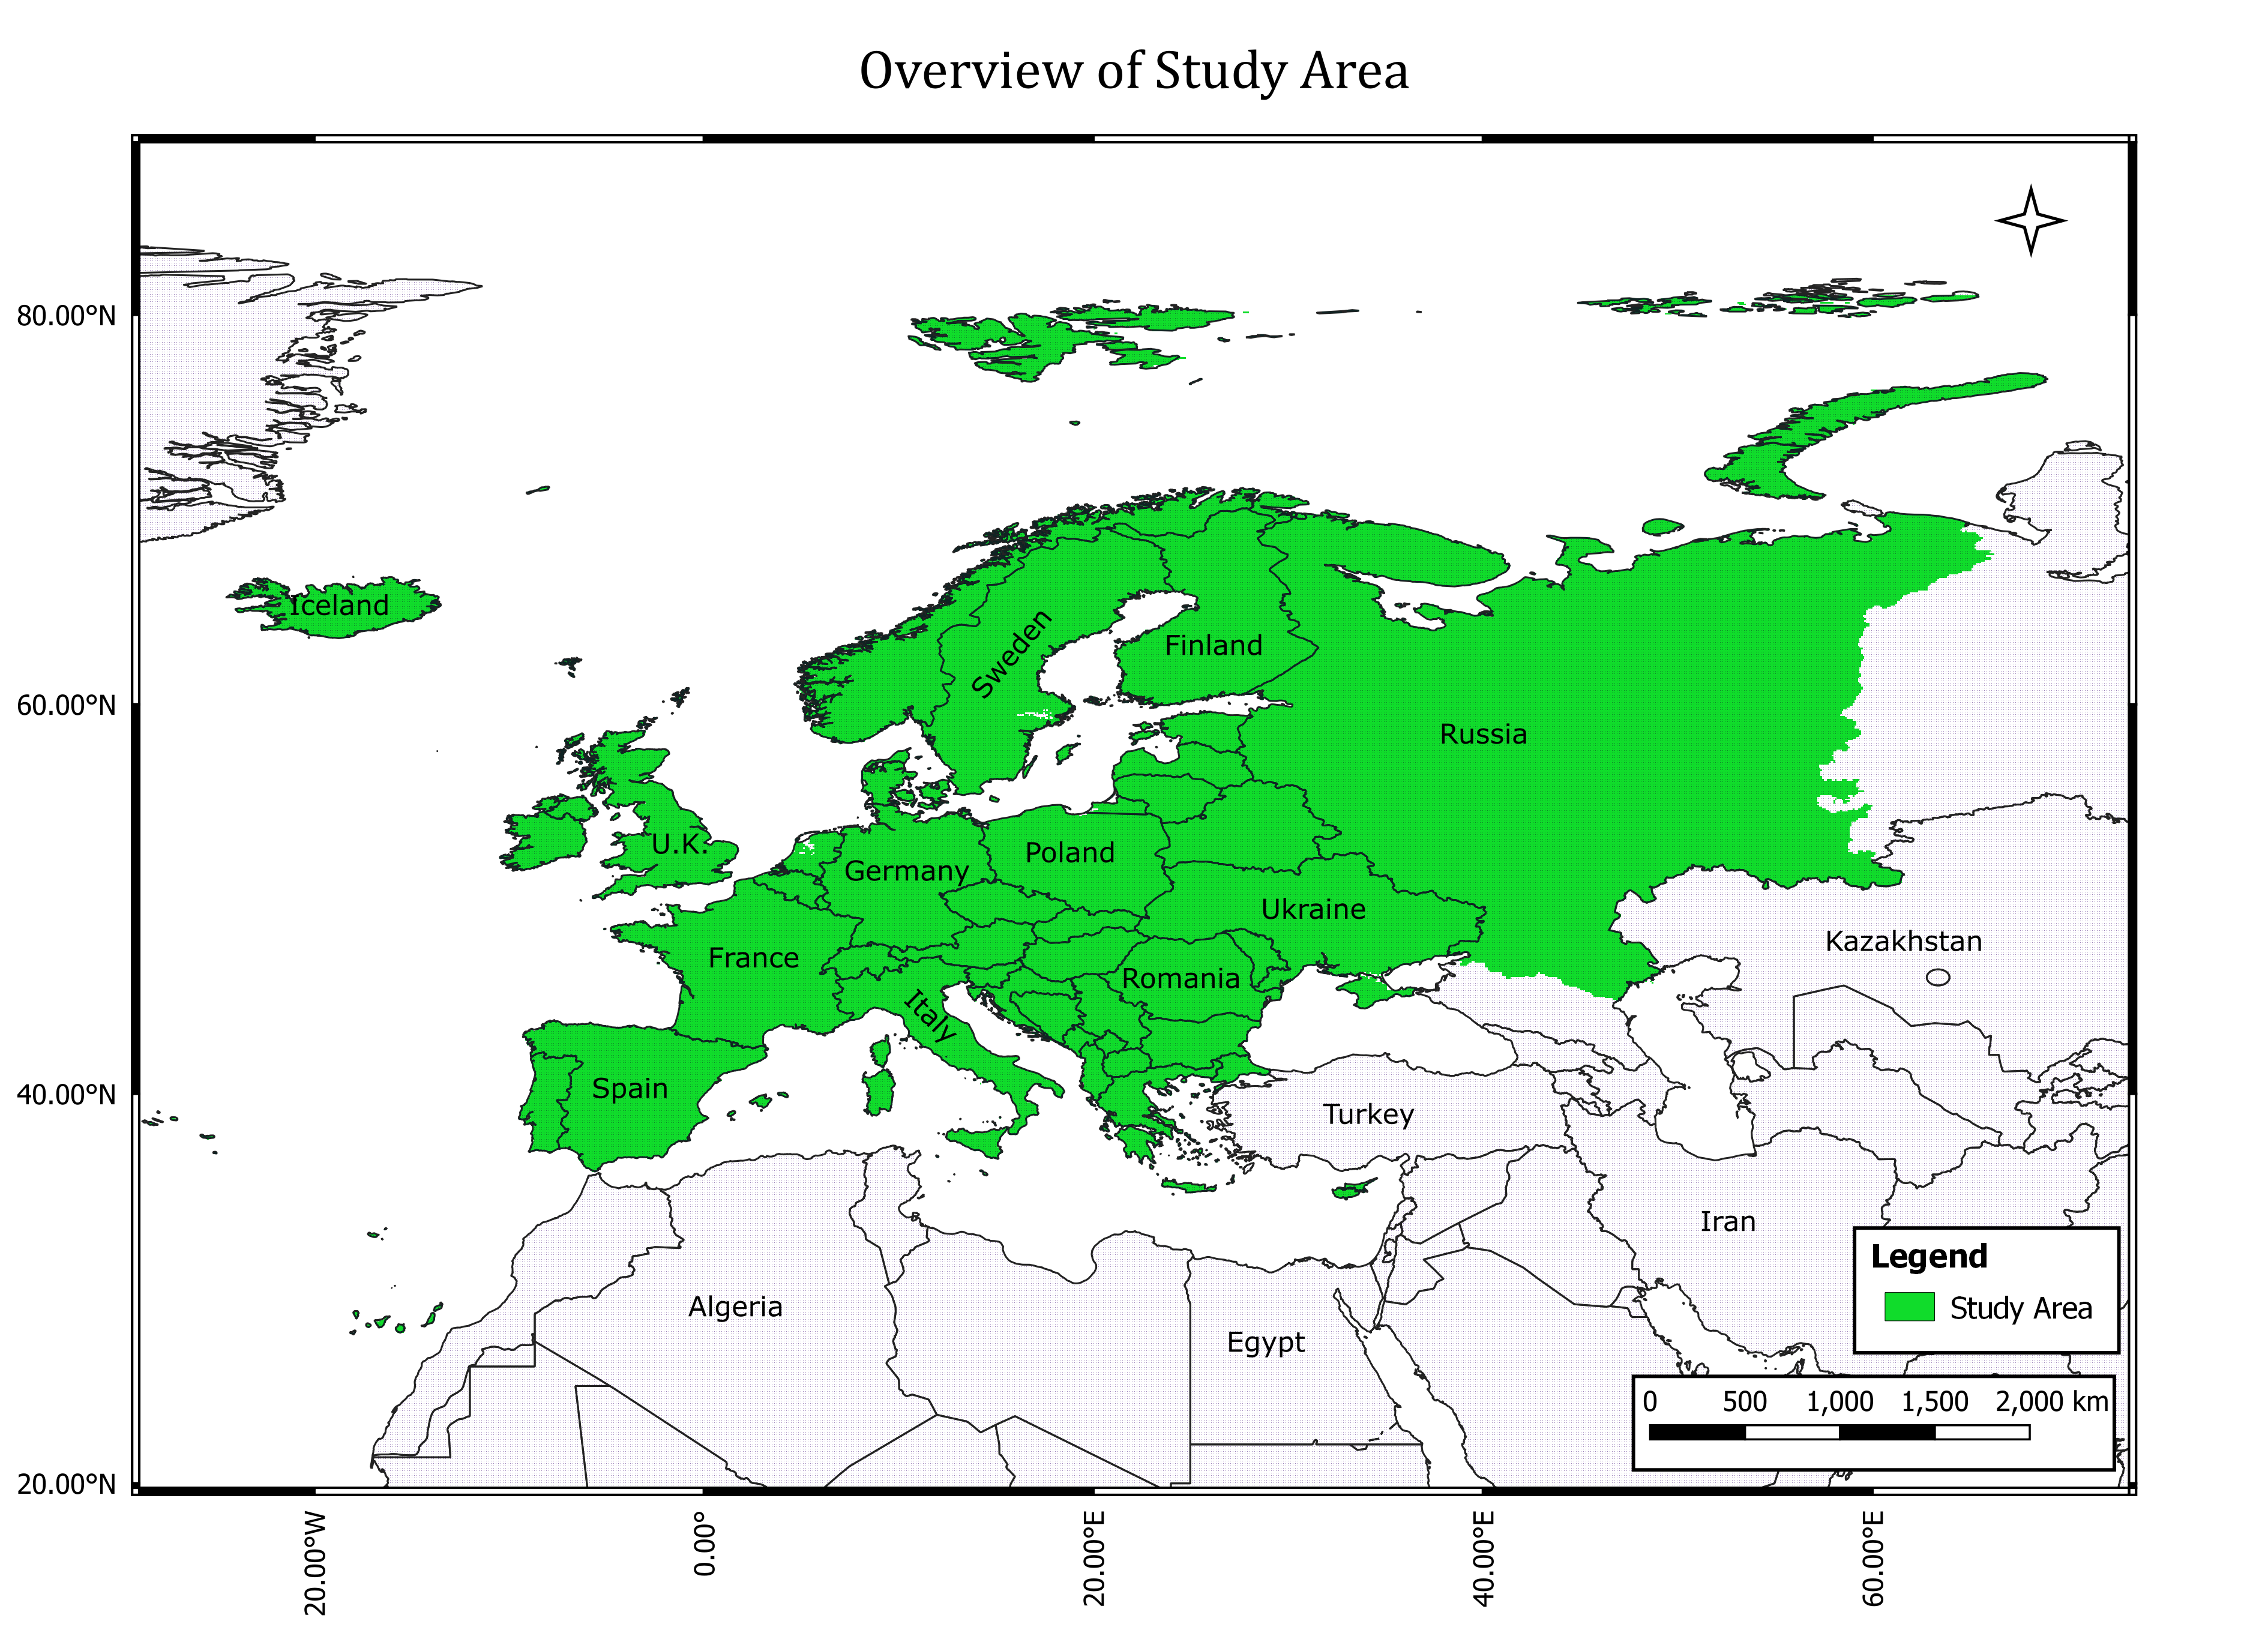 Overview of Study Area
80.00°N
60.00°N
40.00°N
20.00°N
Iceland
Sweden
Finland
Russia
U.K.
Germany
Poland
Ukraine
France
Romania
Kazakhstan
Italy
Spain
Turkey
Iran
Algeria
Egypt
Legend
Study Area
0 500 1,000 1,500 2,000 km
20.00°W
0.00°
20.00°E
40.00°E
60.00°E